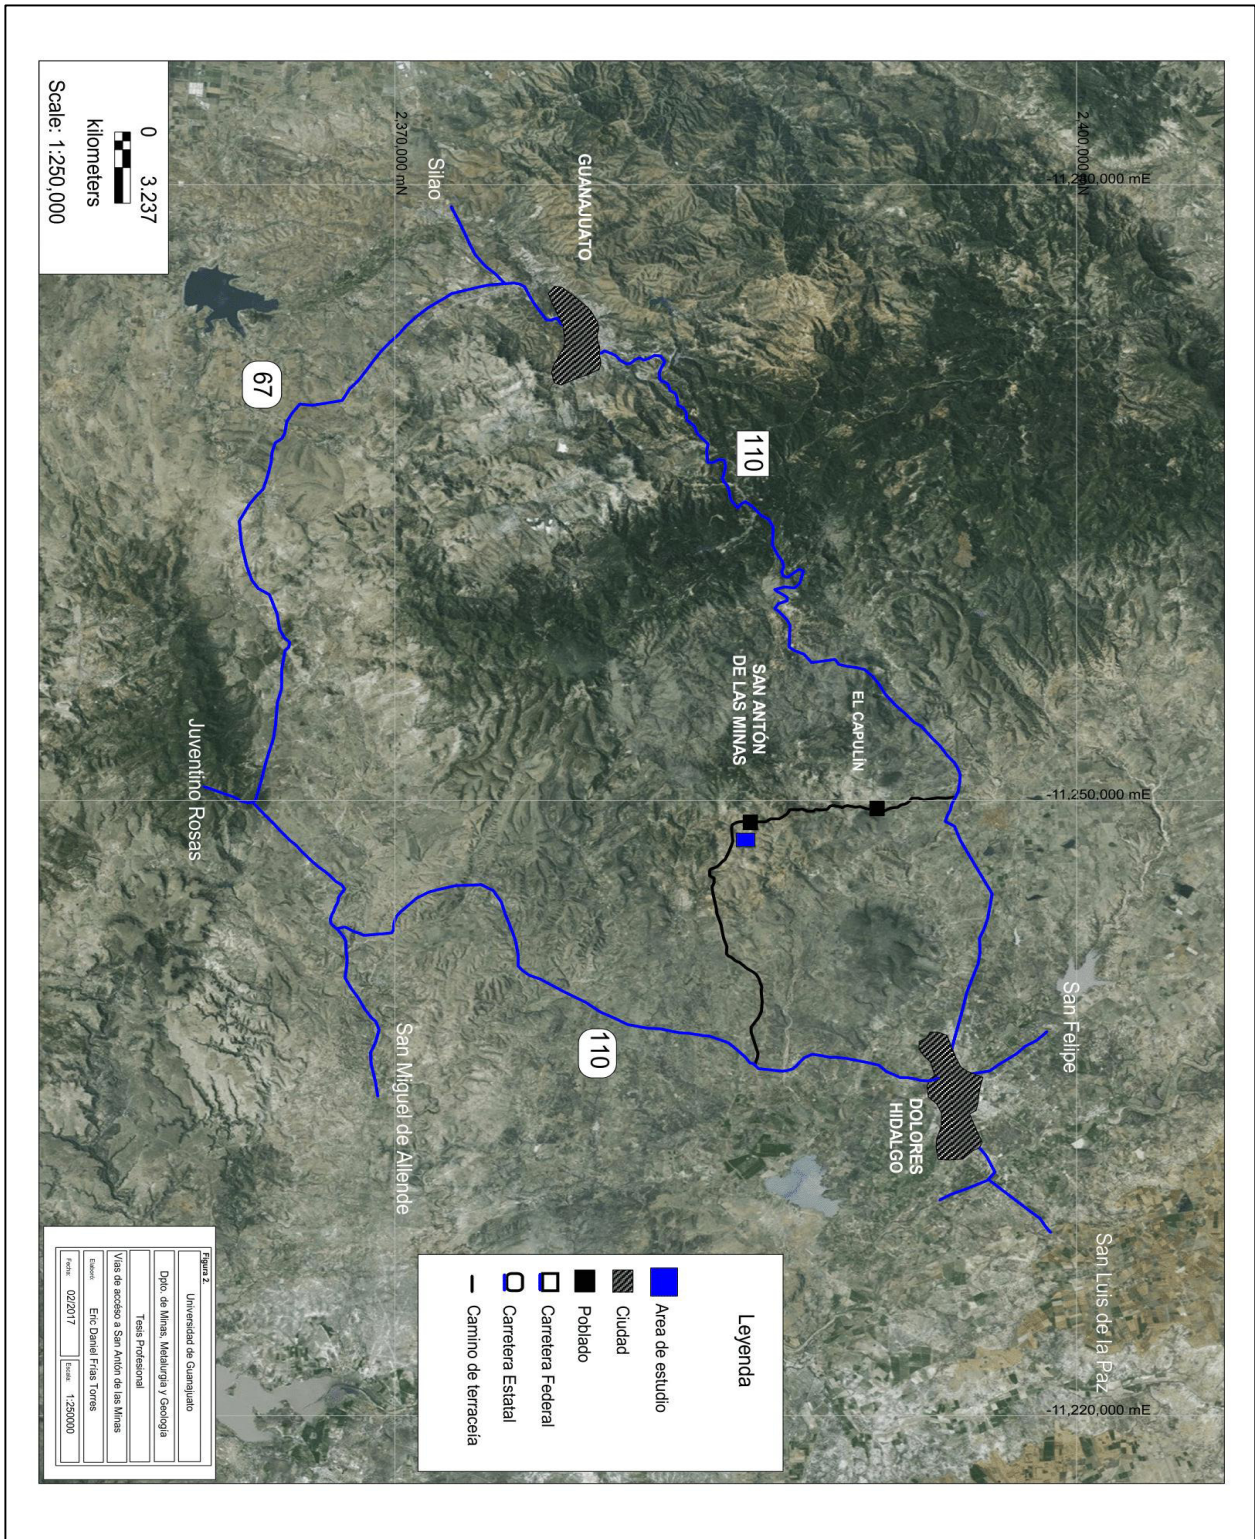 2,370,000 mN
2,400,000 mN
-11,280,000 mE
-11,250,000 mE
-11,220,000 mE
Silao
GUANAJUATO
110
67
SAN ANTÓN
DE LAS MINAS
EL CAPULÍN
San Felipe
DOLORES
HIDALGO
110
San Luis de la Paz
San Miguel de Allende
Juventino Rosas
0 3.237
kilometers
Scale: 1:250,000
Leyenda
Area de estudio
Ciudad
Poblado
Carretera Federal
Carretera Estatal
Camino de terraceía
Figura 2.
Universidad de Guanajuato
Dpto. de Minas, Metalurgia y Geología
Tesis Profesional
Vías de accéso a San Antón de las Minas
Elaboró: Eric Daniel Frías Torres
Fecha: 02/2017 Escala: 1:250000